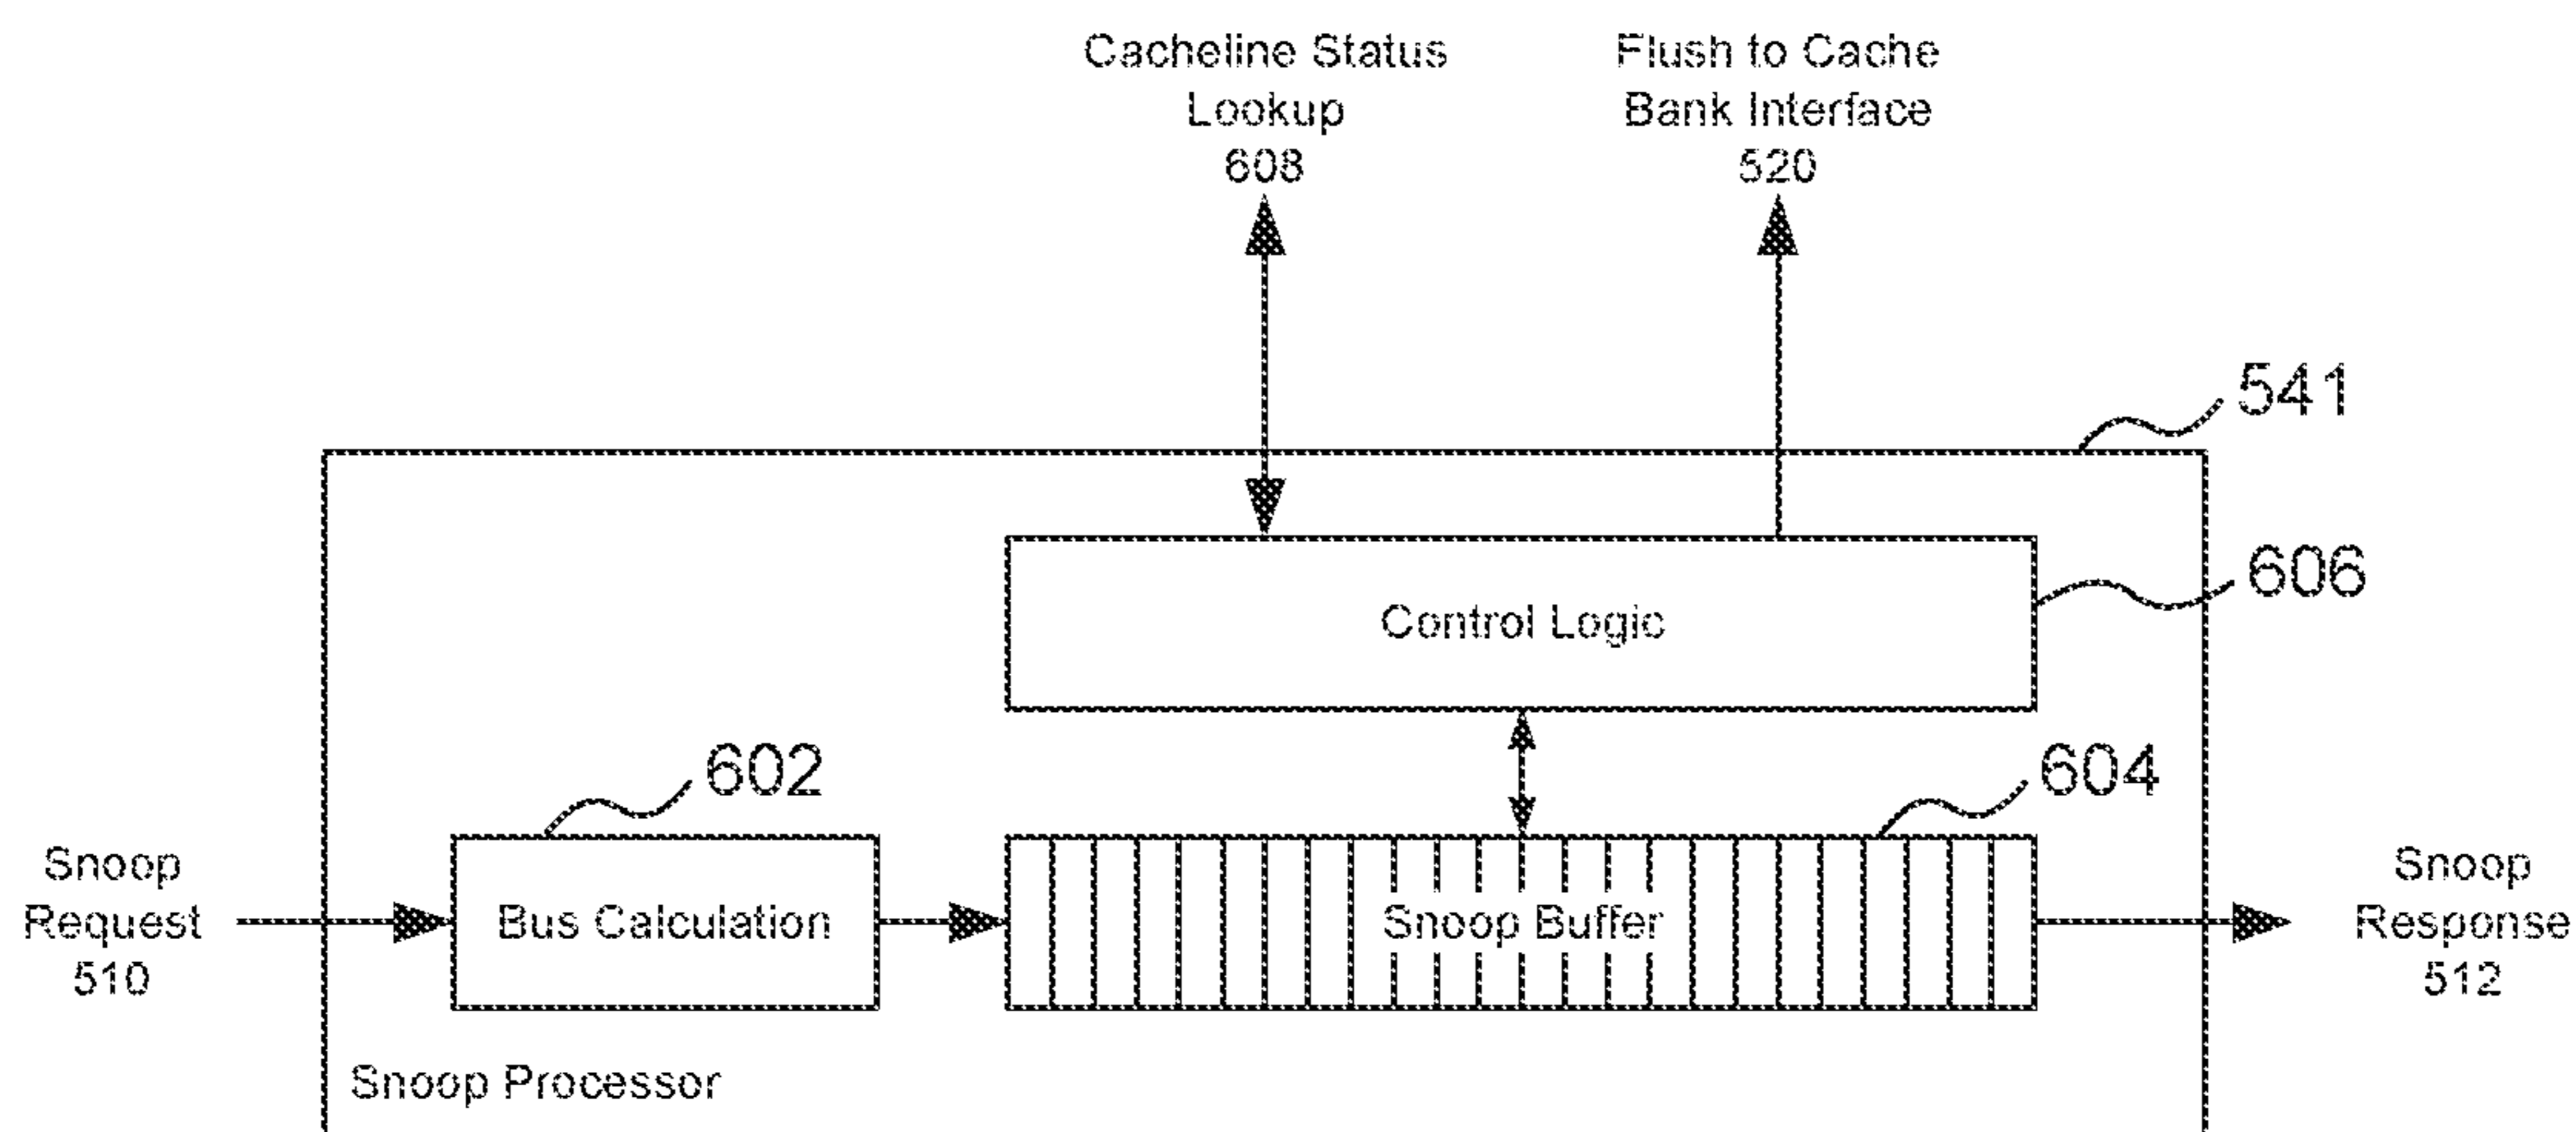 Cacheline Status
Lookup
608
Flush to Cache
Bank Interface
520
541
Control Logic
606
602
604
Snoop
Request
510
Bus Calculation
Snoop Buffer
Snoop
Response
512
Snoop Processor